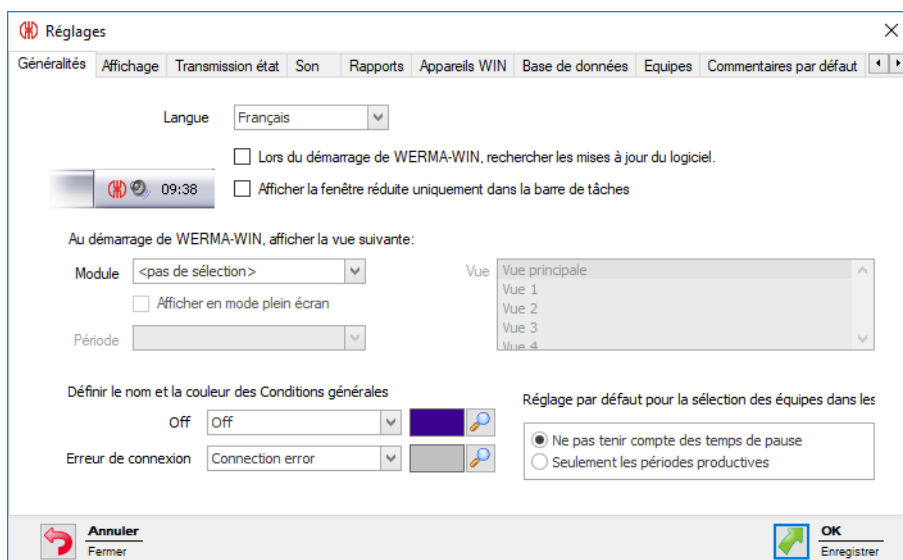 Réglages
Généralités Affichage Transmission état Son Rapports Appareils WIN Base de données Equipes Commentaires par défaut
Langue Français
Lors du démarrage de WERMA-WIN, rechercher les mises à jour du logiciel.
09:38 Afficher la fenêtre réduite uniquement dans la barre de tâches
Au démarrage de WERMA-WIN, afficher la vue suivante:
Module <pas de sélection> Vue Vue principale
Vue 1
Afficher en mode plein écran
Vue 2
Vue 3
Période
Vue 4
Définir le nom et la couleur des Conditions générales
Réglage par défaut pour la sélection des équipes dans les
Off Off
Ne pas tenir compte des temps de pause
Erreur de connexion Connection error
Seulement les périodes productives
Annuler
Fermer
OK
Enregistrer